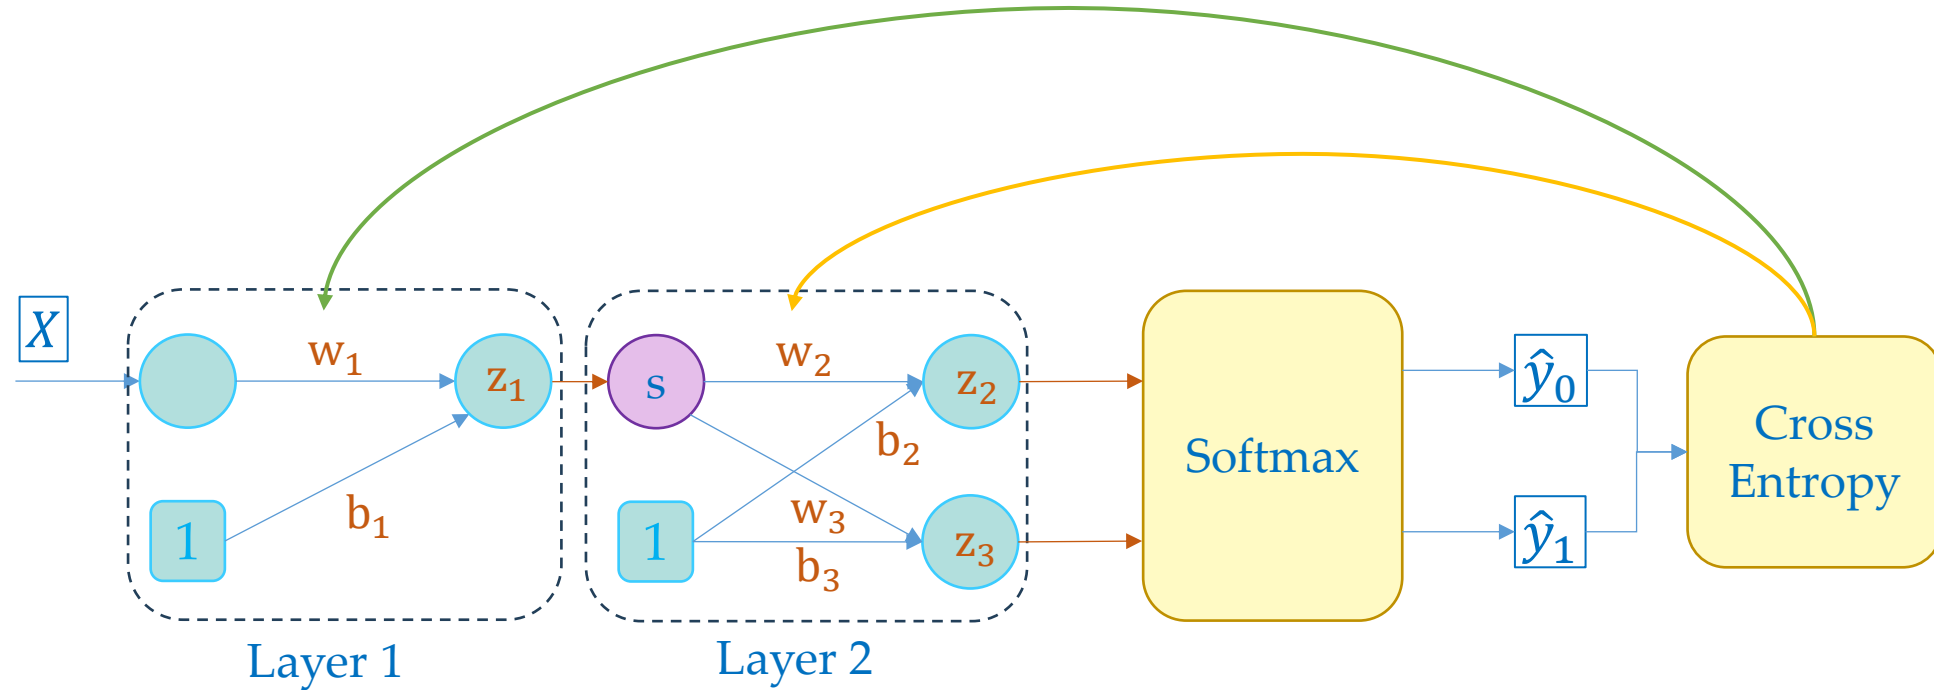 X
w₁
z₁
1
b₁
Layer 1
s
w₂
z₂
b₂
1
w₃
b₃
z₃
Layer 2
Softmax
ŷ₀
ŷ₁
Cross
Entropy